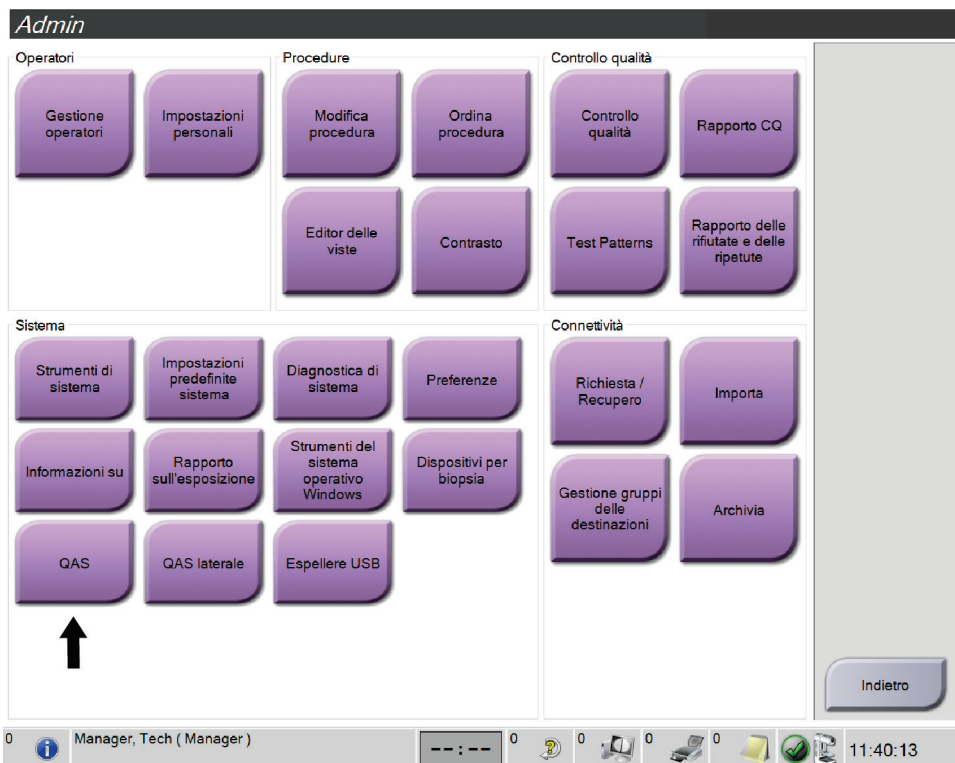 Admin
Operatori
Gestione
operatori
Impostazioni
personali
Procedure
Modifica
procedura
Ordina
procedura
Editor delle
viste
Contrasto
Controllo qualità
Controllo
qualità
Rapporto CQ
Test Patterns
Rapporto delle
rifiutate e delle
ripetute
Sistema
Strumenti di
sistema
Impostazioni
predefinite
sistema
Diagnostica di
sistema
Preferenze
Informazioni su
Rapporto
sull'esposizione
Strumenti del
sistema
operativo
Windows
Dispositivi per
biopsia
QAS
QAS laterale
Espellere USB
Connettività
Richiesta /
Recupero
Importa
Gestione gruppi
delle
destinazioni
Archivia
Indietro
0
Manager, Tech ( Manager )
--:--
0
0
0
0
11:40:13